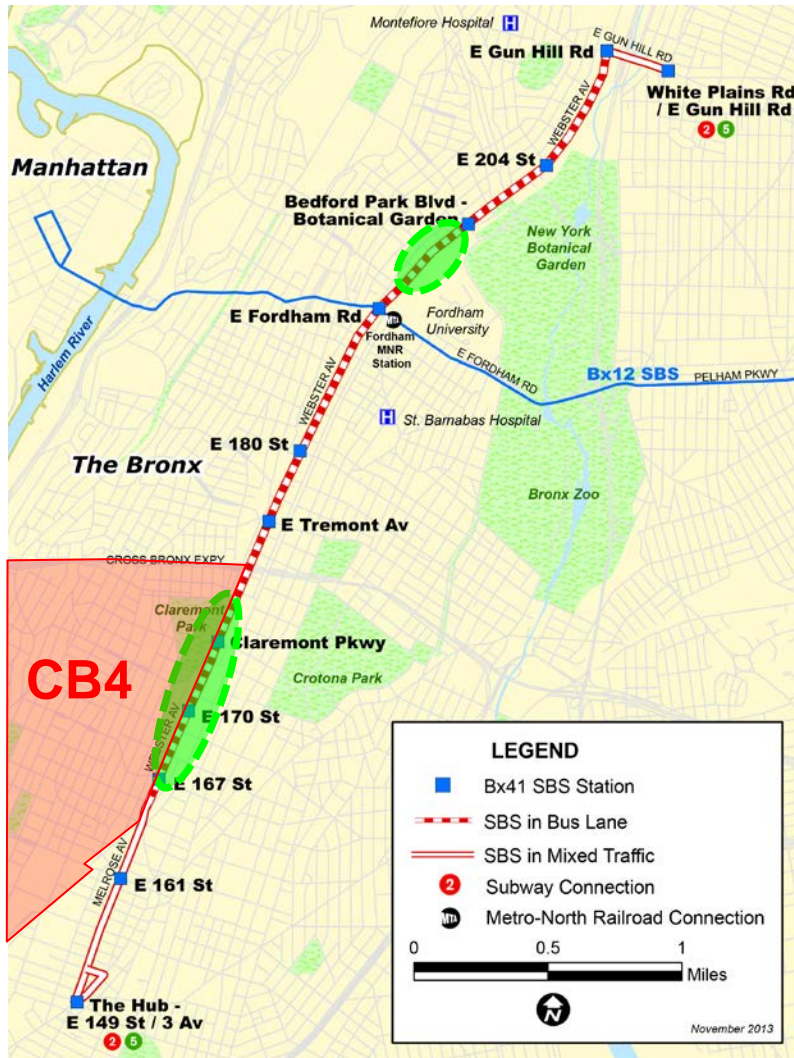 Montefiore Hospital H
E GUN HILL RD
E Gun Hill Rd
White Plains Rd
/ E Gun Hill Rd
2 5
WEBSTER AV
E 204 St
Manhattan
Bedford Park Blvd -
Botanical Garden
New York
Botanical
Garden
E Fordham Rd
Fordham
University
MTA
Fordham
MNR
Station
Harlem River
E FORDHAM RD
Bx12 SBS
PELHAM PKWY
WEBSTER AV
H St. Barnabas Hospital
E 180 St
The Bronx
Bronx Zoo
E Tremont Av
CROSS BRONX EXPY
Claremont
Park
Claremont Pkwy
CB4
Crotona Park
E 170 St
WEBSTER AV
E 167 St
MELROSE AV
E 161 St
The Hub -
E 149 St / 3 Av
2 5
LEGEND
Bx41 SBS Station
SBS in Bus Lane
SBS in Mixed Traffic
2 Subway Connection
MTA Metro-North Railroad Connection
0 0.5 1
Miles
N
November 2013